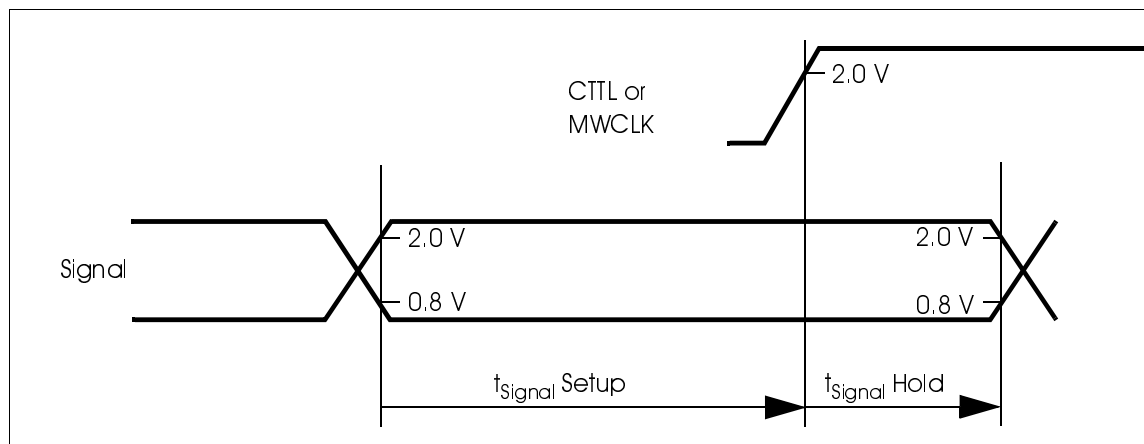 CTTL or
MWCLK
2.0 V
Signal
2.0 V
2.0 V
0.8 V
0.8 V
tSignal Setup
tSignal Hold